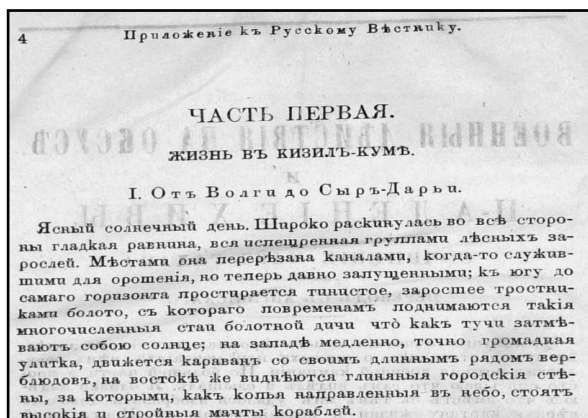 4 Приложеніе къ Русскому Вѣстнику.
ЧАСТЬ ПЕРВАЯ.
ЖИЗНЬ ВЪ КИЗИЛЪ-КУМѢ.
I. Отъ Волги до Сыръ-Дарьи.
Ясный солнечный день. Широко раскинулась во всѣ сторо-
ны гладкая равнина, вся испещренная группами лѣсныхъ за-
рослей. Мѣстами она перерѣзана каналами, когда-то служив-
шими для орошенія, но теперь давно запущенными; къ югу до
самаго горизонта простирается тинистое, заросшее тростни-
ками болото, съ котораго повременамъ поднимаются такія
многочисленныя стаи болотной дичи что̀ какъ тучи затмѣ-
ваютъ собою солнце; на западѣ медленно, точно громадная
улитка, движется караванъ со своимъ длиннымъ рядомъ вер-
блюдовъ, на востокѣ же виднѣются глиняныя городскія стѣ-
ны, за которыми, какъ копья направленныя въ небо, стоятъ
высокія и стройныя мачты кораблей.